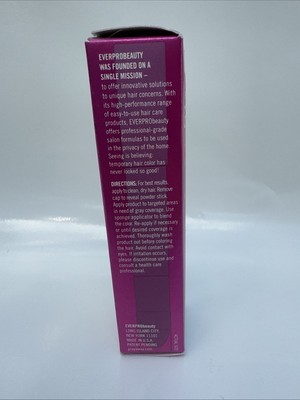 EVERPROBEAUTY
WAS FOUNDED ON A
SINGLE MISSION –
to offer innovative solutions
to unique hair concerns. With
its high-performance range
of easy-to-use hair care
products, EVERPRObeauty
offers professional-grade
salon formulas to be used
in the privacy of the home
Seeing is believing:
temporary hair color has
never looked so good!
DIRECTIONS: For best results,
apply to clean, dry hair. Remove
cap to reveal powder stick.
Apply product to targeted areas
in need of gray coverage. Use
sponge applicator to blend
the color. Re-apply if necessary
or until desired coverage is
achieved. Thoroughly wash
product out before coloring
the hair. Avoid contact with
eyes. If irritation occurs,
please discontinue use and
consult a health care
professional.
EVERPRObeauty
LONG ISLAND CITY,
NEW YORK 11101
MADE IN U.S.A.
PATENT PENDING